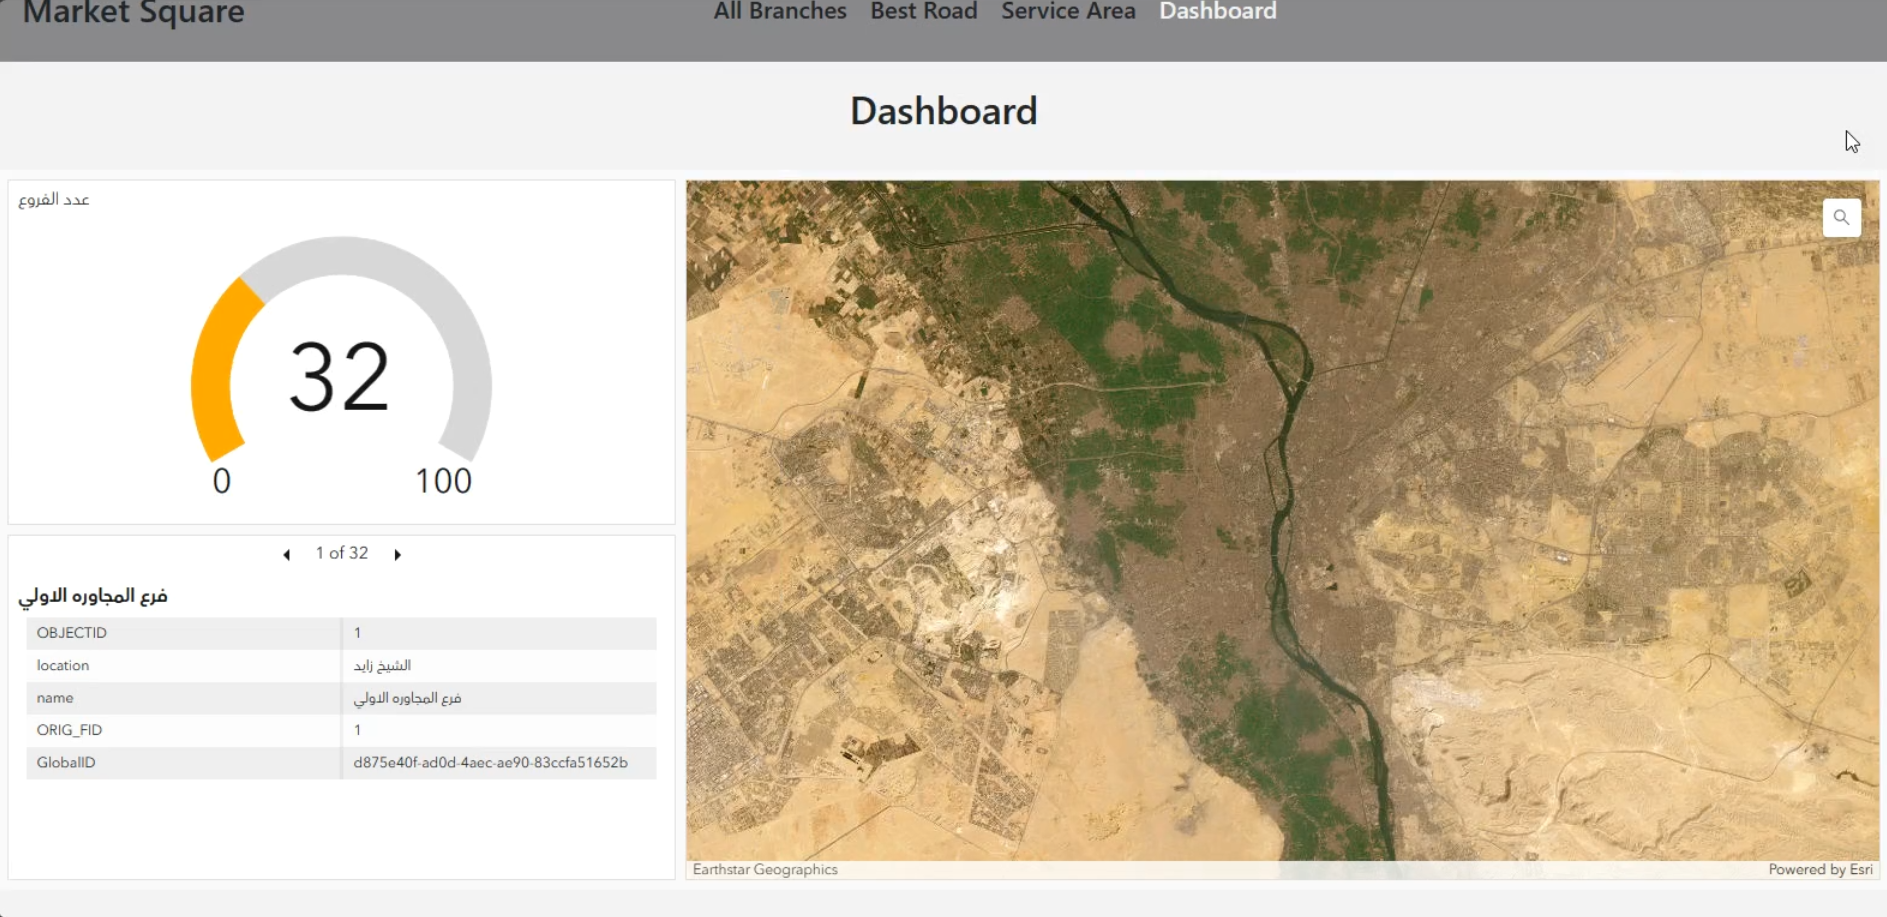 Market Square
All Branches Best Road Service Area Dashboard
Dashboard
عدد الفروع
32
0 100
1 of 32
فرع المجاوره الاولي
OBJECTID 1
location الشيخ زايد
name فرع المجاوره الاولي
ORIG_FID 1
GlobalID d875e40f-ad0d-4aec-ae90-83ccfa51652b
Earthstar Geographics Powered by Esri